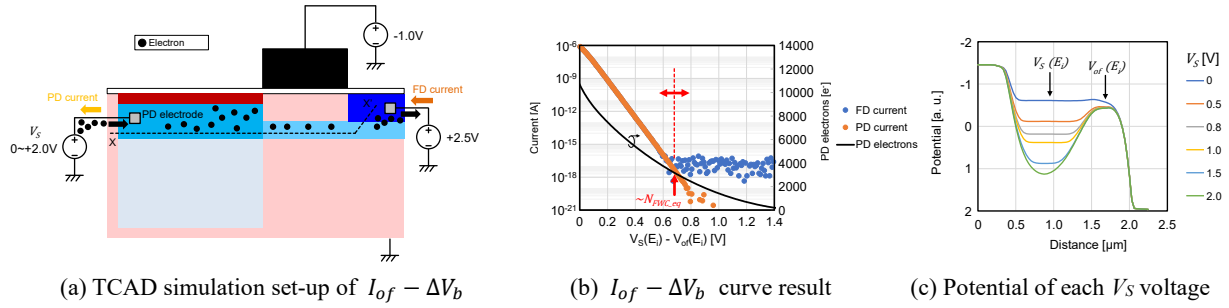 Electron
-1.0V
PD current
FD current
PD electrode
X
X'
V_S
0~+2.0V
+2.5V
(a) TCAD simulation set-up of I_of − ΔV_b
Current [A]
10^-6
10^-9
10^-12
10^-15
10^-18
10^-21
14000
12000
10000
8000
6000
4000
2000
0
PD electrons [e-]
FD current
PD current
PD electrons
~N_FWC_eq
0 0.2 0.4 0.6 0.8 1.0 1.2 1.4
V_S(E_i) - V_of(E_i) [V]
(b) I_of − ΔV_b curve result
Potential [a. u.]
-2
-1
0
1
2
V_S (E_i)
V_of (E_i)
0.0 0.5 1.0 1.5 2.0 2.5
Distance [μm]
V_S [V]
0
0.5
0.8
1.0
1.5
2.0
(c) Potential of each V_S voltage